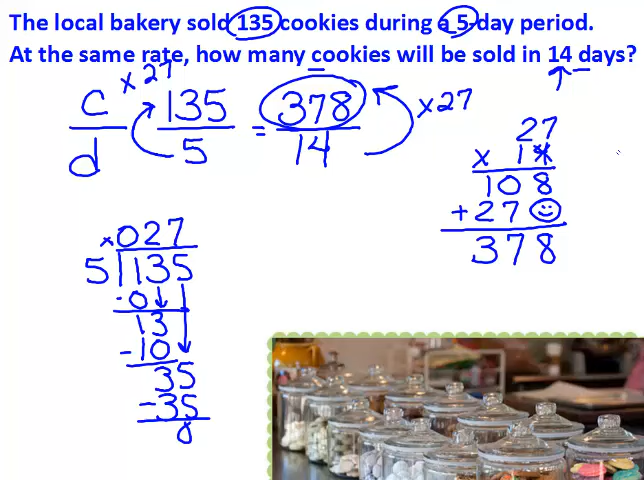 The local bakery sold 135 cookies during a 5-day period.
At the same rate, how many cookies will be sold in 14 days?
x 27
c/d 135/5 = 378/14 x 27
27
x 14
108
+ 270
378
x 027
5 135
-0
13
-10
35
-35
0